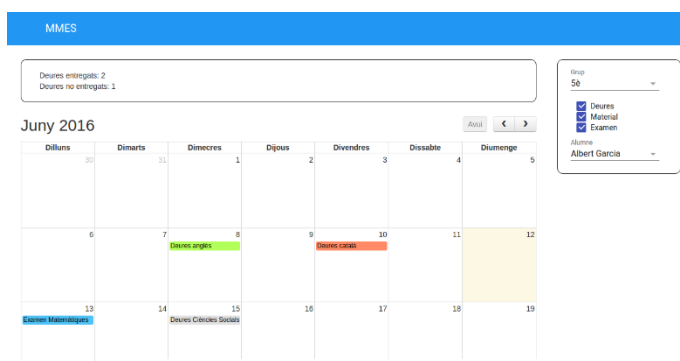 MMES
Deures entregats: 2
Deures no entregats: 1
Grup
5è
Deures
Material
Examen
Alumne
Albert Garcia
Juny 2016
Avui
Dilluns Dimarts Dimecres Dijous Divendres Dissabte Diumenge
30 31 1 2 3 4 5
6 7 8 9 10 11 12
Deures anglès Deures català
13 14 15 16 17 18 19
Examen Matemàtiques Deures Ciències Socials